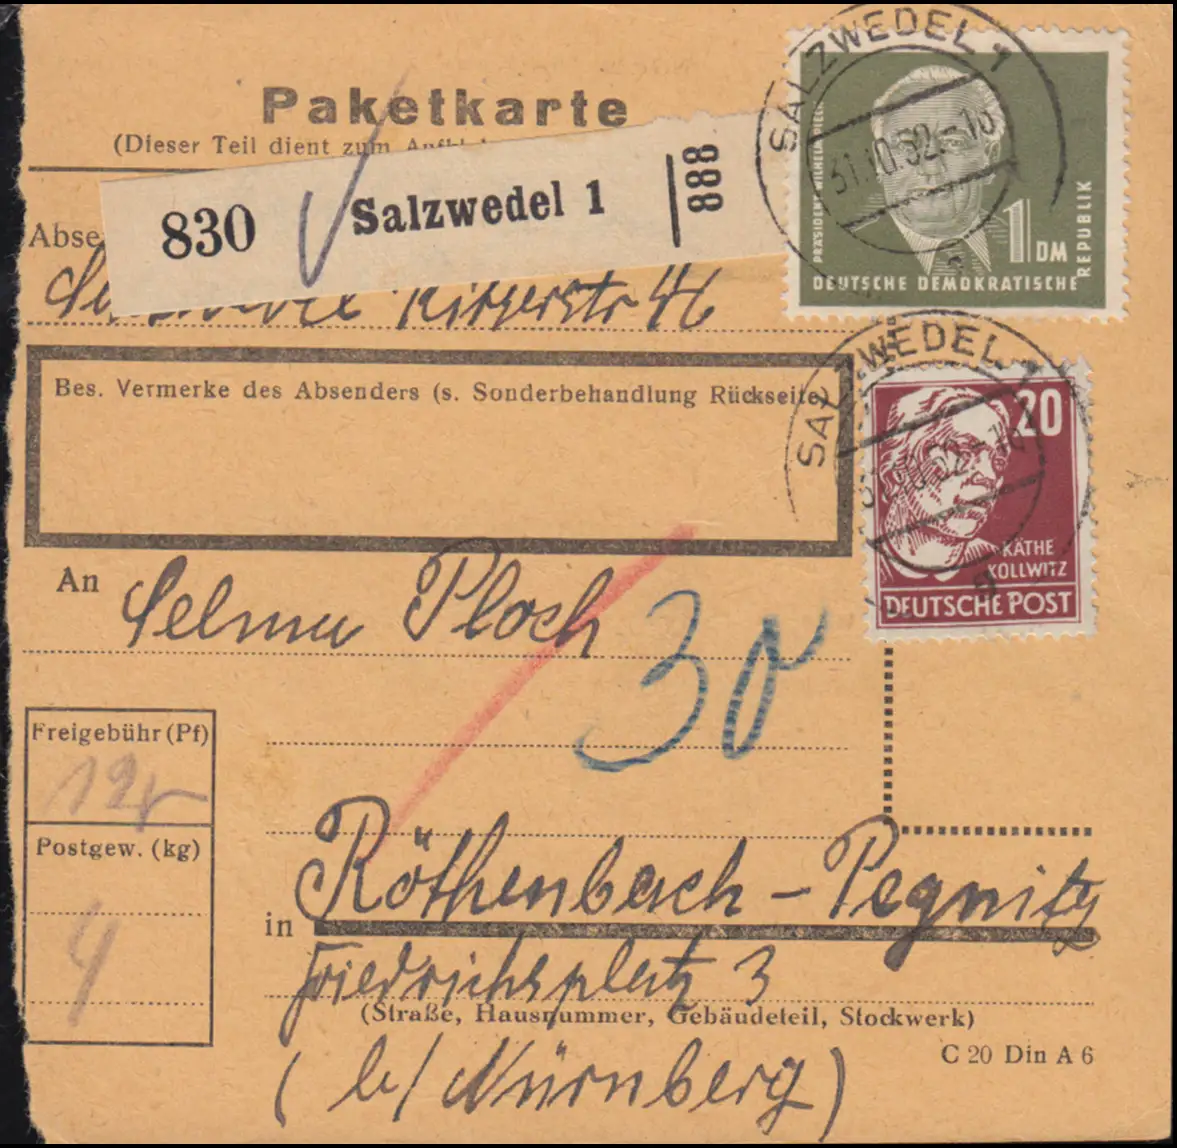 Paketkarte
(Dieser Teil dient zum
830 Salzwedel 1 888
Abse
Ritzerstr 46
Bes. Vermerke des Absenders (s. Sonderbehandlung Rückseite)
An Selma Ploch
30
Freigebühr (Pf)
Postgew. (kg)
4
in Röthenbach - Pegnitz
Friedrichsplatz 3
(Straße, Hausnummer, Gebäudeteil, Stockwerk)
(b/ Nürnberg)
C 20 Din A 6
SALZWEDEL 1
31.10.52.-18
PRÄSIDENT WILHELM PIECK
1 DM
DEUTSCHE DEMOKRATISCHE
REPUBLIK
SALZWEDEL 1
20
KÄTHE
KOLLWITZ
DEUTSCHE POST